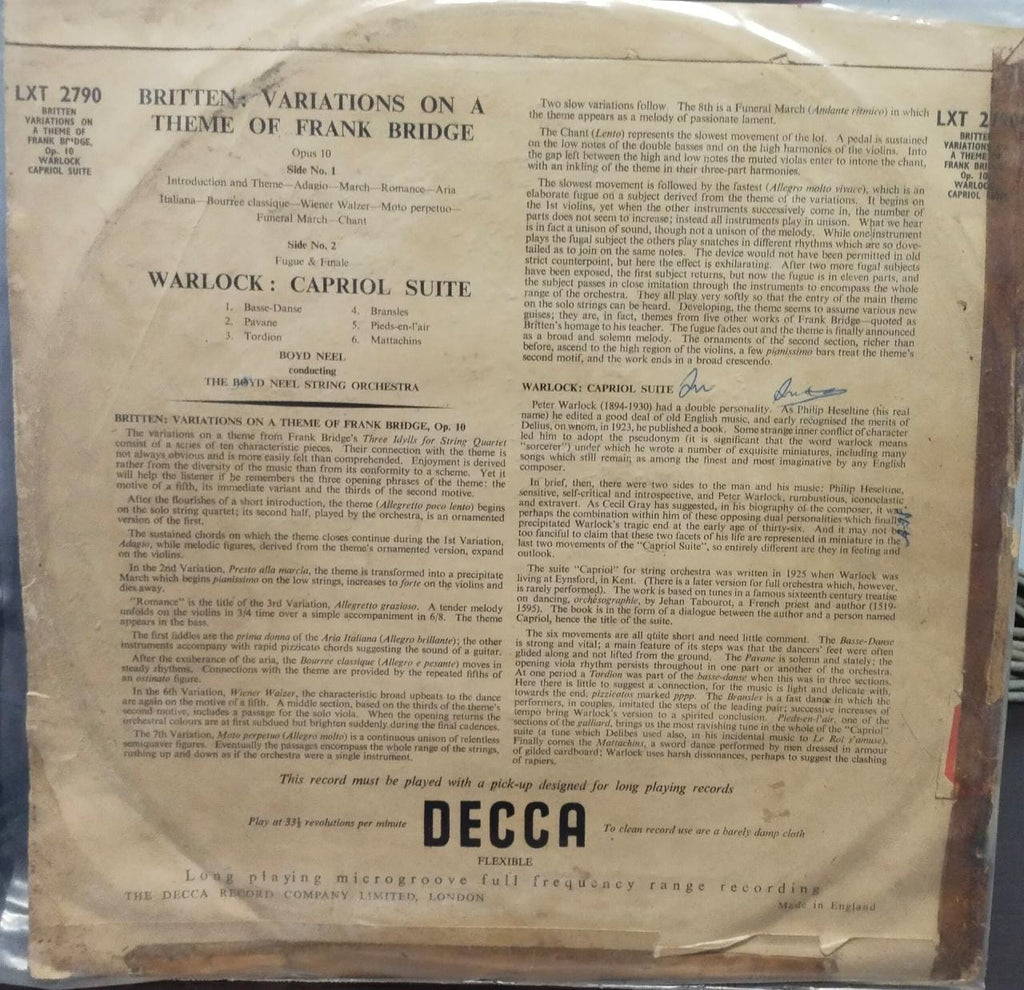 LXT 2790
BRITTEN
VARIATIONS ON
A THEME OF
FRANK BRIDGE,
Op. 10
WARLOCK
CAPRIOL SUITE
BRITTEN: VARIATIONS ON A
THEME OF FRANK BRIDGE
Opus 10
Side No. 1
Introduction and Theme—Adagio—March—Romance—Aria
Italiana—Bourrée classique—Wiener Walzer—Moto perpetuo—
Funeral March—Chant
Side No. 2
Fugue & Finale
WARLOCK: CAPRIOL SUITE
1. Basse-Danse
2. Pavane
3. Tordion
4. Bransles
5. Pieds-en-l'air
6. Mattachins
BOYD NEEL
conducting
THE BOYD NEEL STRING ORCHESTRA
BRITTEN: VARIATIONS ON A THEME OF FRANK BRIDGE, Op. 10
The variations on a theme from Frank Bridge's Three Idylls for String Quartet
consist of a series of ten characteristic pieces. Their connection with the theme is
not always obvious and is more easily felt than comprehended. Enjoyment is derived
rather from the diversity of the music than from its conformity to a scheme. Yet it
will help the listener if he remembers the three opening phrases of the theme: the
motive of a fifth, its immediate variant and the thirds of the second motive.
After the flourishes of a short introduction, the theme (Allegretto poco lento) begins
on the solo string quartet; its second half, played by the orchestra, is an ornamented
version of the first.
The sustained chords on which the theme closes continue during the 1st Variation,
Adagio, while melodic figures, derived from the theme's ornamented version, expand
on the violins.
In the 2nd Variation, Presto alla marcia, the theme is transformed into a precipitate
March which begins pianissimo on the low strings, increases to forte on the violins and
dies away.
"Romance" is the title of the 3rd Variation, Allegretto grazioso. A tender melody
unfolds on the violins in 3/4 time over a simple accompaniment in 6/8. The theme
appears in the bass.
The first fiddles are the prima donna of the Aria Italiana (Allegro brillante); the other
instruments accompany with rapid pizzicato chords suggesting the sound of a guitar.
After the exuberance of the aria, the Bourree classique (Allegro e pesante) moves in
steady rhythms. Connections with the theme are provided by the repeated fifths of
an ostinato figure.
In the 6th Variation, Wiener Walzer, the characteristic broad upbeats to the dance
are again on the motive of a fifth. A middle section, based on the thirds of the theme's
second motive, includes a passage for the solo viola. When the opening returns the
orchestral colours are at first subdued but brighten suddenly during the final cadences.
The 7th Variation, Moto perpetuo (Allegro molto) is a continuous unison of relentless
semiquaver figures. Eventually the passages encompass the whole range of the strings,
rushing up and down as if the orchestra were a single instrument.
Two slow variations follow. The 8th is a Funeral March (Andante ritmico) in which
the theme appears as a melody of passionate lament.
The Chant (Lento) represents the slowest movement of the lot. A pedal is sustained
on the low notes of the double basses and on the high harmonics of the violins. Into
the gap left between the high and low notes the muted violas enter to intone the chant,
with an inkling of the theme in their three-part harmonies.
The slowest movement is followed by the fastest (Allegro molto vivace), which is an
elaborate fugue on a subject derived from the theme of the variations. It begins on
the 1st violins, yet when the other instruments successively come in, the number of
parts does not seem to increase; instead all instruments play in unison. What we hear
is in fact a unison of sound, though not a unison of the melody. While one instrument
plays the fugal subject the others play snatches in different rhythms which are so dove-
tailed as to join on the same notes. The device would not have been permitted in old
strict counterpoint, but here the effect is exhilarating. After two more fugal subjects
have been exposed, the first subject returns, but now the fugue is in eleven parts, and
the subject passes in close imitation through the instruments to encompass the whole
range of the orchestra. They all play very softly so that the entry of the main theme
on the solo strings can be heard. Developing, the theme seems to assume various new
guises; they are, in fact, themes from five other works of Frank Bridge—quoted as
Britten's homage to his teacher. The fugue fades out and the theme is finally announced
as a broad and solemn melody. The ornaments of the second section, richer than
before, ascend to the high region of the violins, a few pianissimo bars treat the theme's
second motif, and the work ends in a broad crescendo.
WARLOCK: CAPRIOL SUITE
Peter Warlock (1894-1930) had a double personality. As Philip Heseltine (his real
name) he edited a good deal of old English music, and early recognised the merits of
Delius, on whom, in 1923, he published a book. Some strange inner conflict of character
led him to adopt the pseudonym (it is significant that the word warlock means
"sorcerer") under which he wrote a number of exquisite miniatures, including many
songs which still remain as among the finest and most imaginative by any English
composer.
In brief, then, there were two sides to the man and his music: Philip Heseltine,
sensitive, self-critical and introspective, and Peter Warlock, rumbustious, iconoclastic
and extravert. As Cecil Gray has suggested, in his biography of the composer, it was
perhaps the combination within him of these opposing dual personalities which finally
precipitated Warlock's tragic end at the early age of thirty-six. And it may not be
too fanciful to claim that these two facets of his life are represented in miniature in the
last two movements of the "Capriol Suite", so entirely different are they in feeling and
outlook.
The suite "Capriol" for string orchestra was written in 1925 when Warlock was
living at Eynsford, in Kent. (There is a later version for full orchestra which, however,
is rarely performed). The work is based on tunes in a famous sixteenth century treatise
on dancing, orchésographie, by Jehan Tabourot, a French priest and author (1519-
1595). The book is in the form of a dialogue between the author and a person named
Capriol, hence the title of the suite.
The six movements are all quite short and need little comment. The Basse-Danse
is strong and vital; a main feature of its steps was that the dancers' feet were often
glided along and not lifted from the ground. The Pavane is solemn and stately; the
opening viola rhythm persists throughout in one part or another of the orchestra.
At one period a Tordion was part of the basse-danse when this was in three sections.
Here there is little to suggest a connection, for the music is light and delicate with,
towards the end, pizzicatos marked pppp. The Bransles is a fast dance in which the
performers, in couples, imitated the steps of the leading pair; successive increases of
tempo bring Warlock's version to a spirited conclusion. Pieds-en-l'air, one of the
sections of the galliard, brings us the most ravishing tune in the whole of the "Capriol"
suite (a tune which Delibes used also, in his incidental music to Le Roi s'amuse).
Finally comes the Mattachins, a sword dance performed by men dressed in armour
of gilded cardboard; Warlock uses harsh dissonances, perhaps to suggest the clashing
of rapiers.
LXT 2
BRITTE
VARIATION
A THEME
FRANK BRI
Op. 10
WARLOC
CAPRIOL
This record must be played with a pick-up designed for long playing records
Play at 33⅓ revolutions per minute
DECCA
To clean record use are a barely damp cloth
FLEXIBLE
Long playing microgroove full frequency range recording
THE DECCA RECORD COMPANY LIMITED, LONDON
Made in England